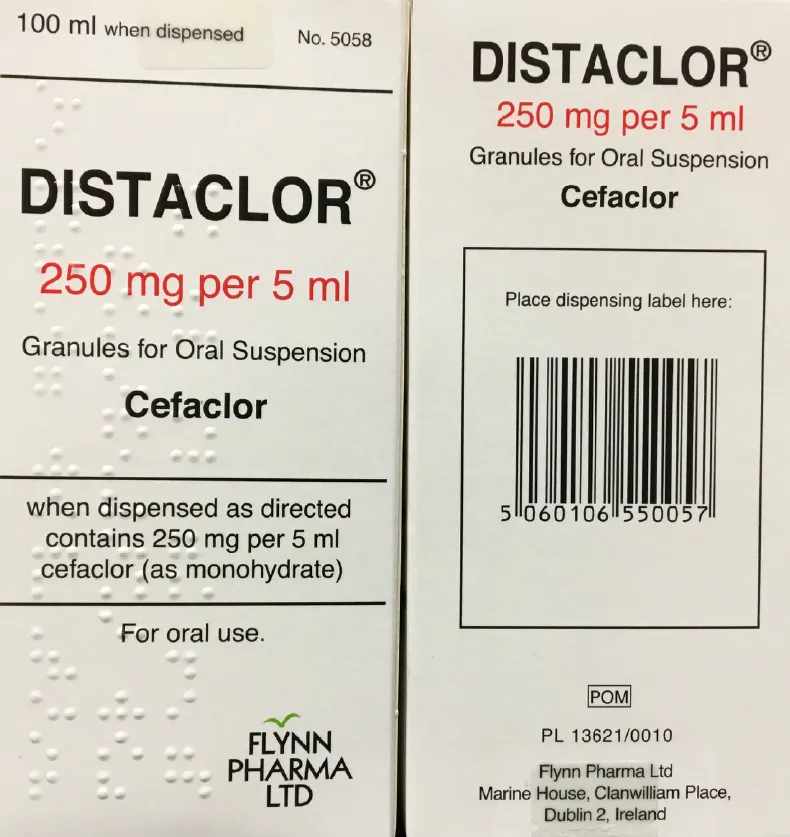 100 ml when dispensed
No. 5058
DISTACLOR®
250 mg per 5 ml
Granules for Oral Suspension
Cefaclor
when dispensed as directed
contains 250 mg per 5 ml
cefaclor (as monohydrate)
For oral use.
FLYNN
PHARMA
LTD
DISTACLOR®
250 mg per 5 ml
Granules for Oral Suspension
Cefaclor
Place dispensing label here:
5 060106 550057
POM
PL 13621/0010
Flynn Pharma Ltd
Marine House, Clanwilliam Place,
Dublin 2, Ireland